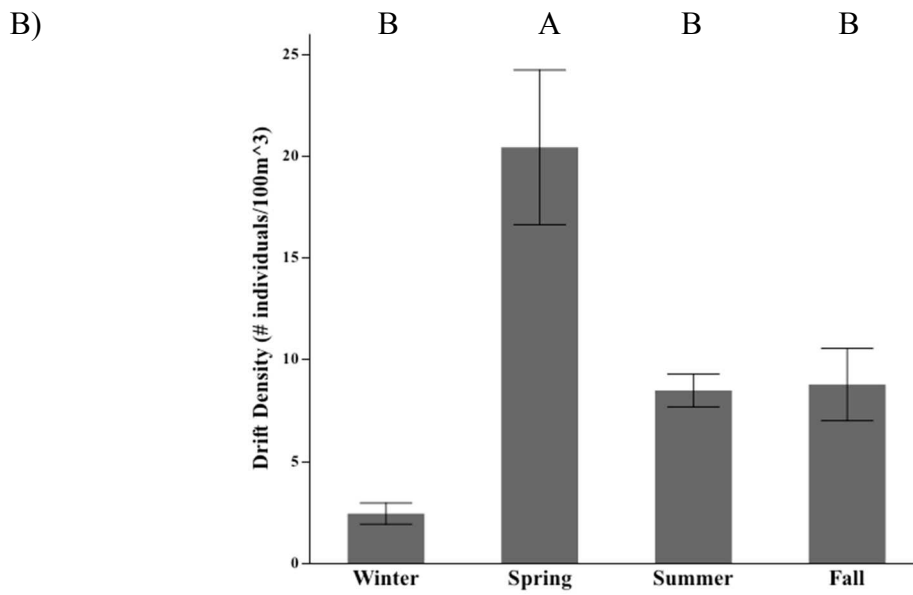 B)
B A B B
Drift Density (# individuals/100m^3)
25
20
15
10
5
0
Winter Spring Summer Fall